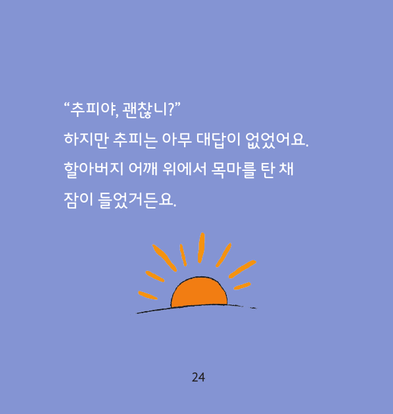 “추피야, 괜찮니?”
하지만 추피는 아무 대답이 없었어요.
할아버지 어깨 위에서 목마를 탄 채
잠이 들었거든요.
24